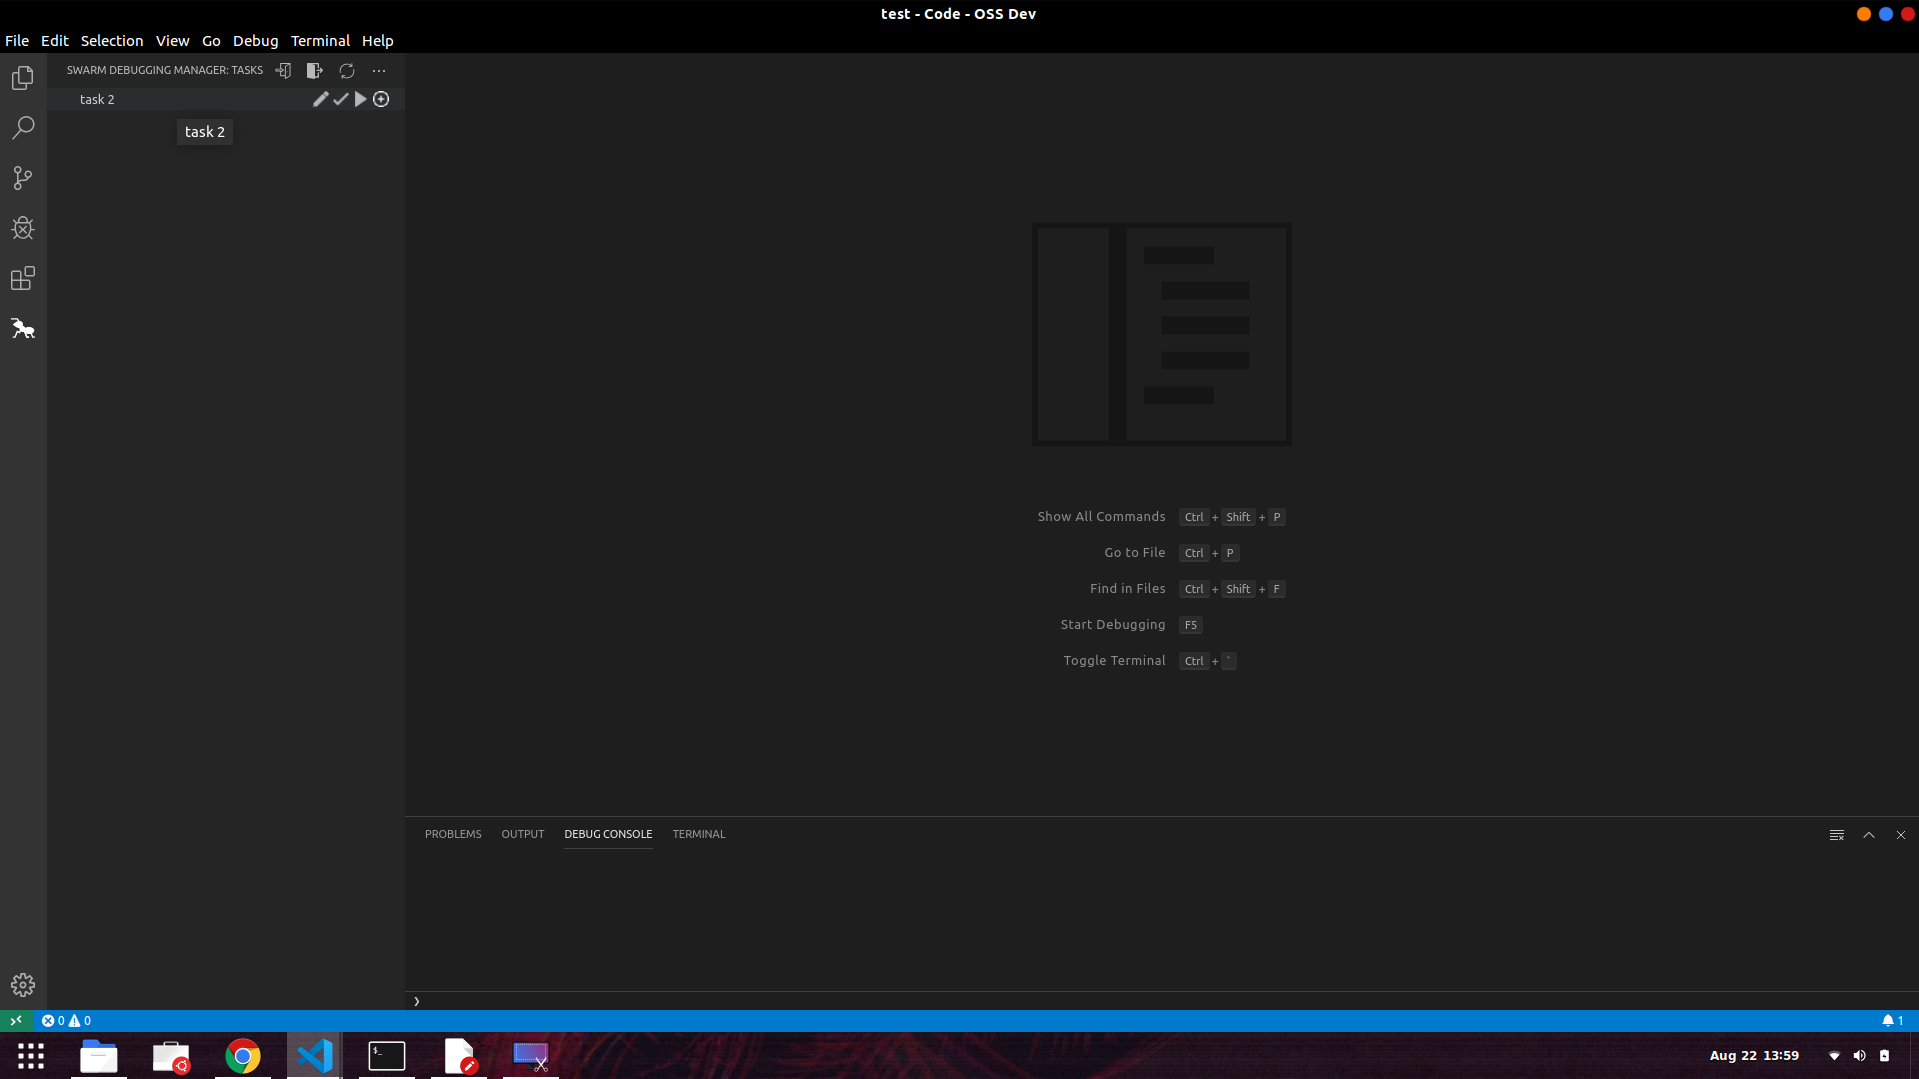 test - Code - OSS Dev
File Edit Selection View Go Debug Terminal Help
SWARM DEBUGGING MANAGER: TASKS
task 2
task 2
Show All Commands Ctrl + Shift + P
Go to File Ctrl + P
Find in Files Ctrl + Shift + F
Start Debugging F5
Toggle Terminal Ctrl + `
PROBLEMS OUTPUT DEBUG CONSOLE TERMINAL
0 0 1
$_
Aug 22 13:59